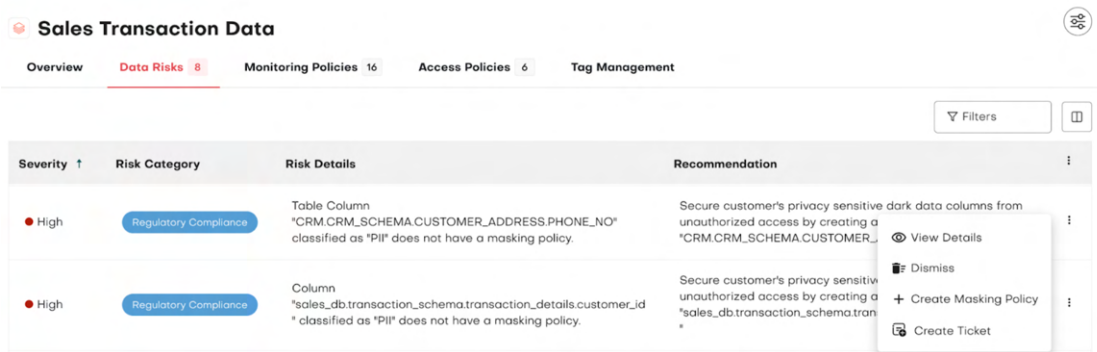 Sales Transaction Data
Overview Data Risks 8 Monitoring Policies 16 Access Policies 6 Tag Management
Filters
Severity ↑ Risk Category Risk Details Recommendation
High
Regulatory Compliance
Table Column
"CRM.CRM_SCHEMA.CUSTOMER_ADDRESS.PHONE_NO"
classified as "PII" does not have a masking policy.
Secure customer's privacy sensitive dark data columns from
unauthorized access by creating a
"CRM.CRM_SCHEMA.CUSTOMER_
View Details
Dismiss
Create Masking Policy
Create Ticket
High
Regulatory Compliance
Column
"sales_db.transaction_schema.transaction_details.customer_id
" classified as "PII" does not have a masking policy.
Secure customer's privacy sensitiv
unauthorized access by creating a
"sales_db.transaction_schema.tran
"